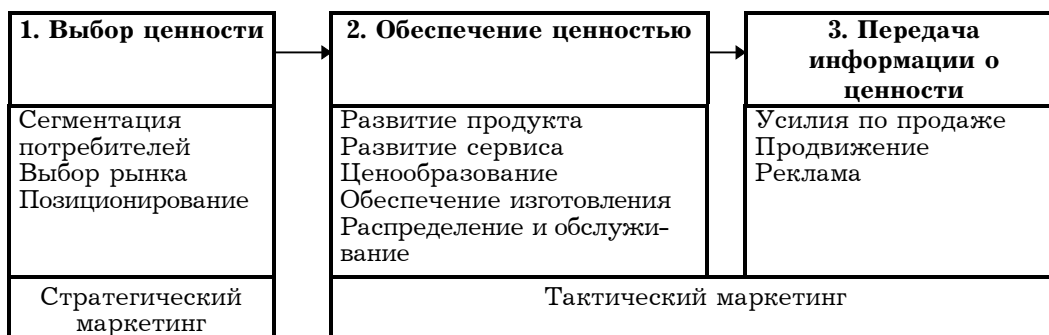 1. Выбор ценности
2. Обеспечение ценностью
3. Передача
информации о
ценности
Сегментация
потребителей
Выбор рынка
Позиционирование
Развитие продукта
Развитие сервиса
Ценообразование
Обеспечение изготовления
Распределение и обслужи-
вание
Усилия по продаже
Продвижение
Реклама
Стратегический
маркетинг
Тактический маркетинг